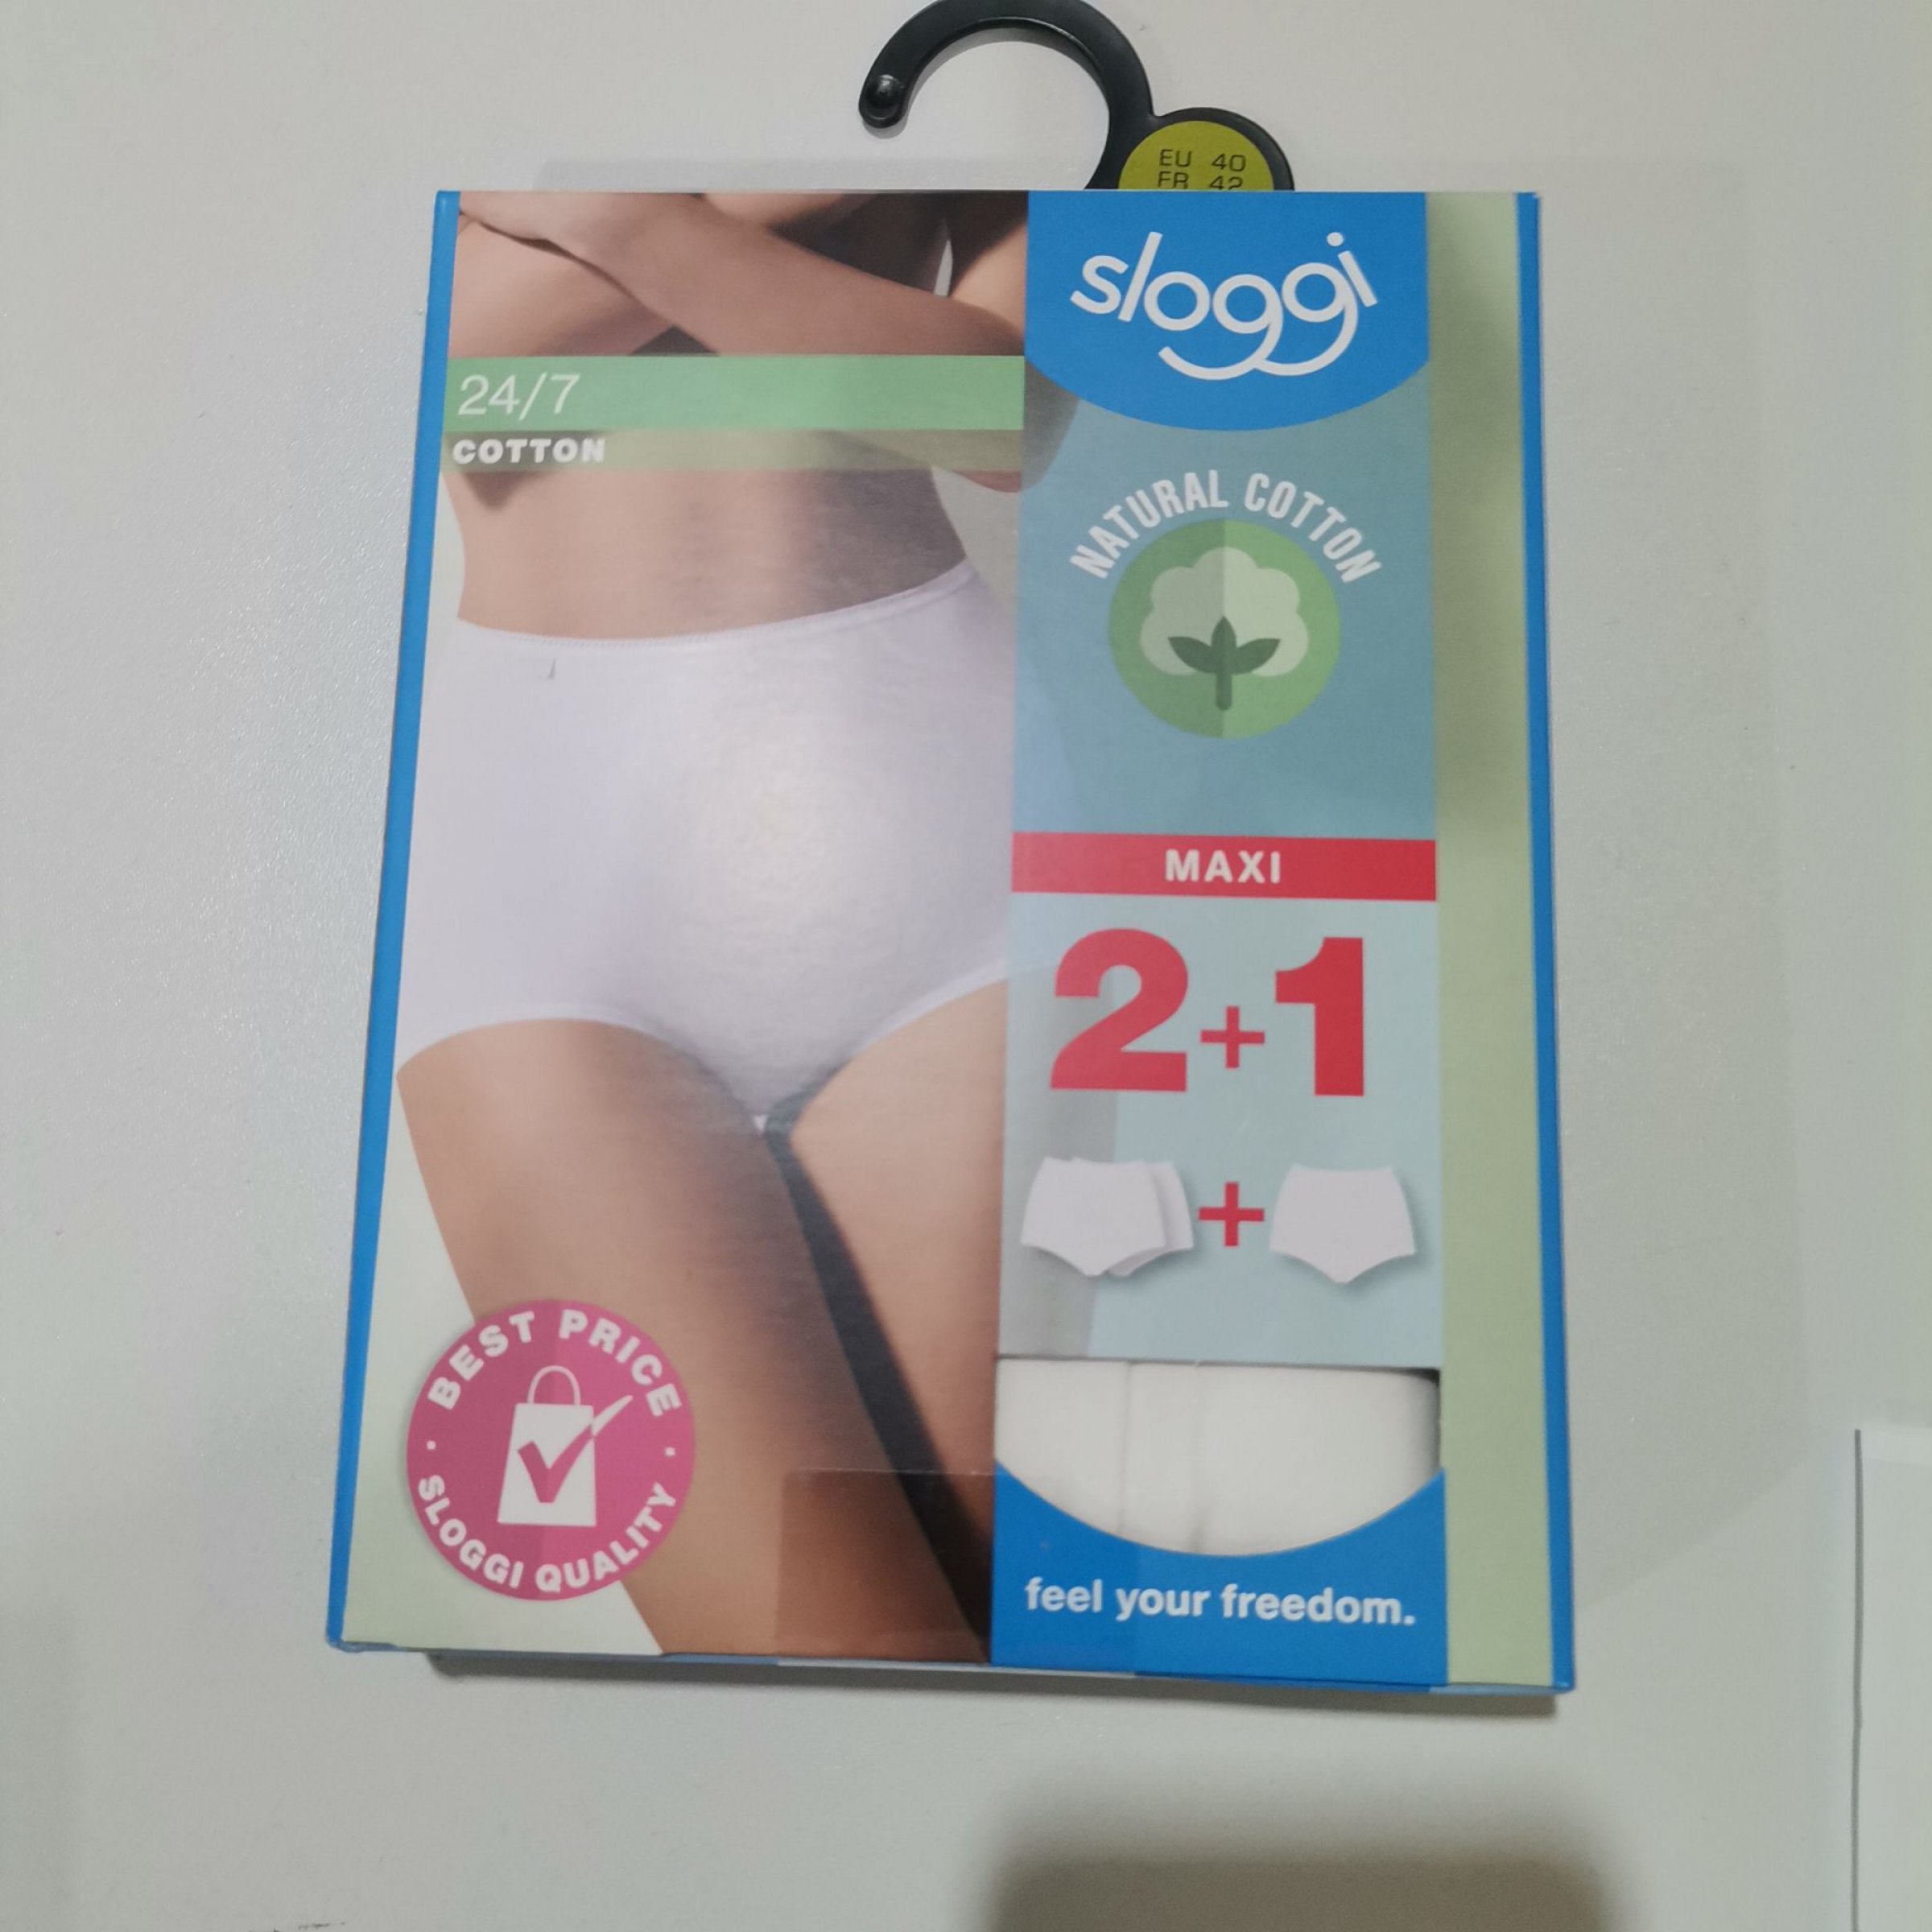 EU 40
FR 42
sloggi
24/7
COTTON
NATURAL COTTON
MAXI
2+1
+
BEST PRICE
SLOGGI QUALITY
feel your freedom.